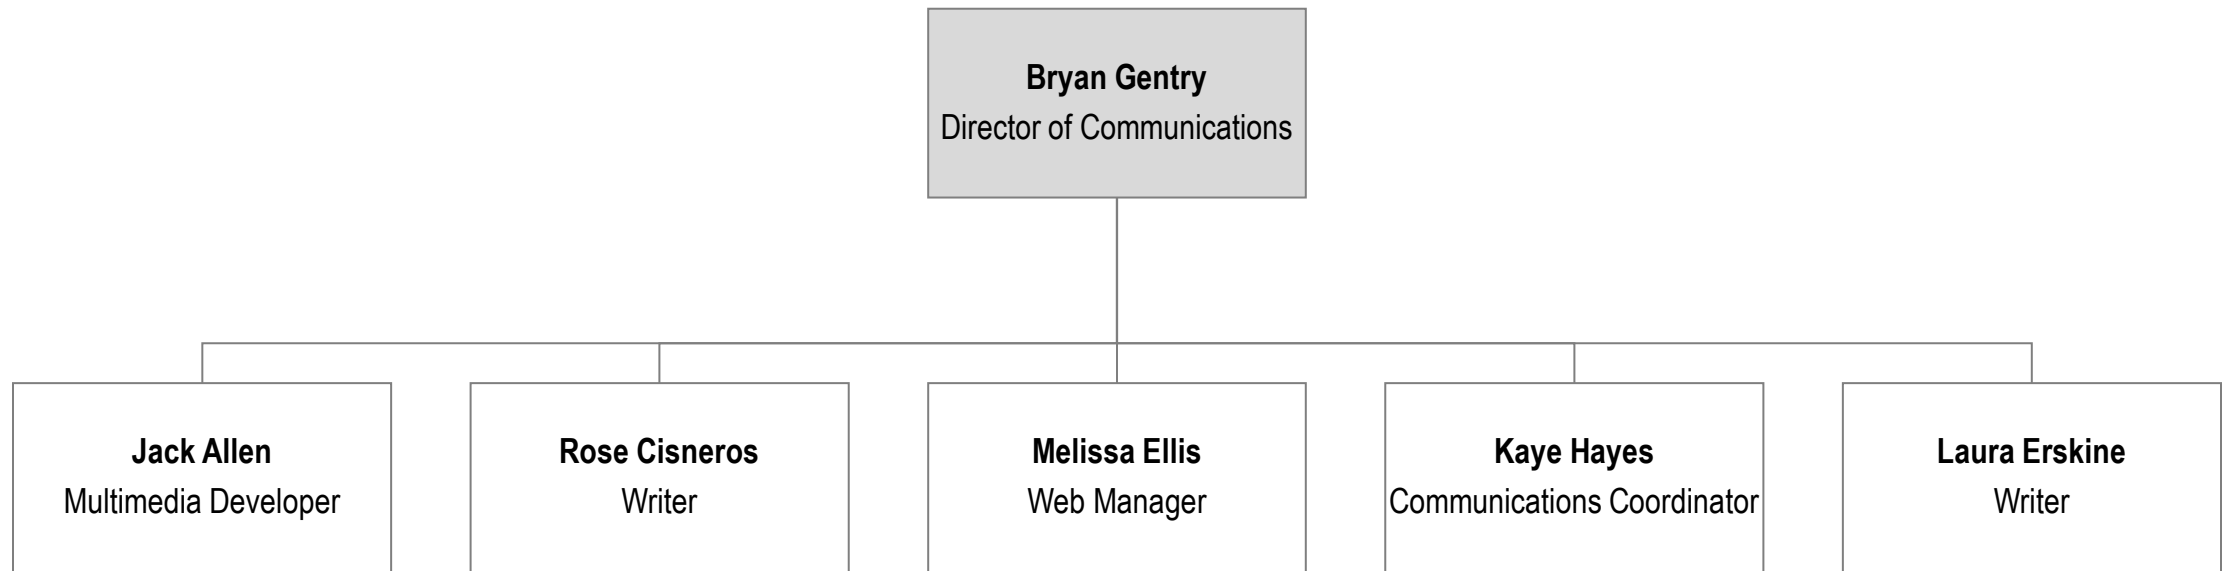 Bryan Gentry
Director of Communications
Jack Allen
Multimedia Developer
Rose Cisneros
Writer
Melissa Ellis
Web Manager
Kaye Hayes
Communications Coordinator
Laura Erskine
Writer